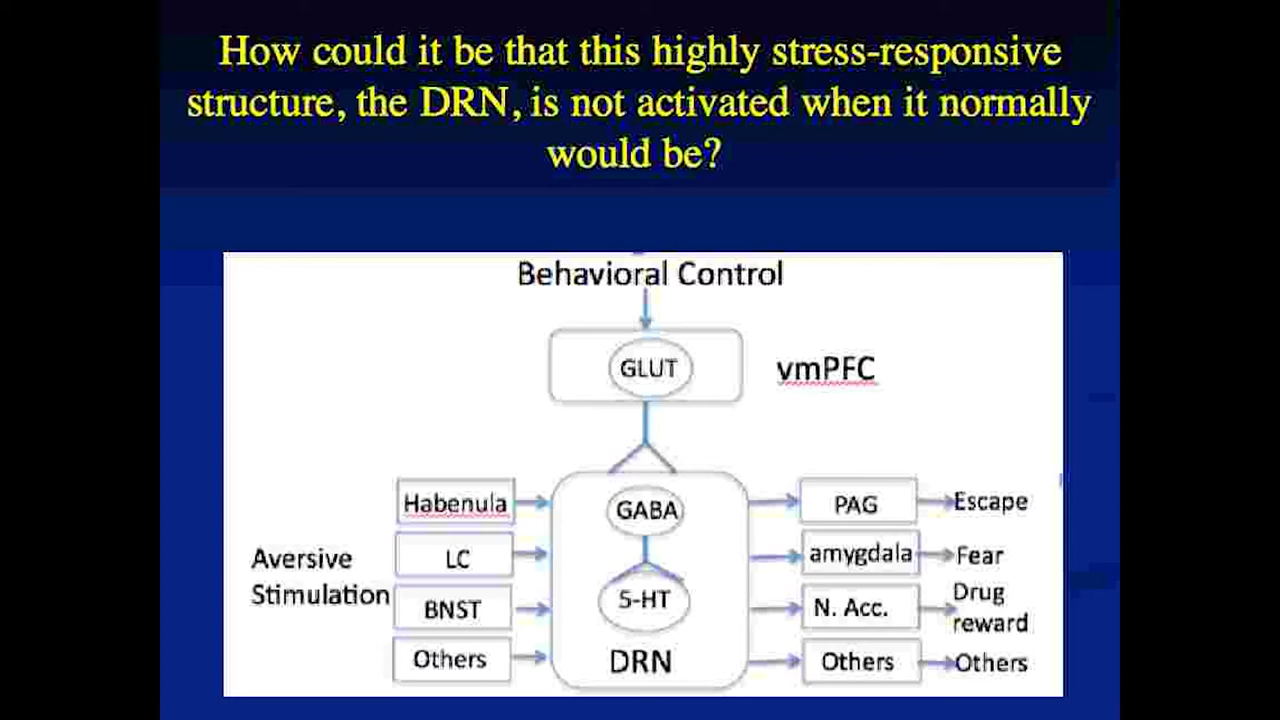 How could it be that this highly stress-responsive
structure, the DRN, is not activated when it normally
would be?
Behavioral Control
GLUT
vmPFC
Aversive
Stimulation
Habenula
LC
BNST
Others
GABA
5-HT
DRN
PAG
amygdala
N. Acc.
Others
Escape
Fear
Drug
reward
Others